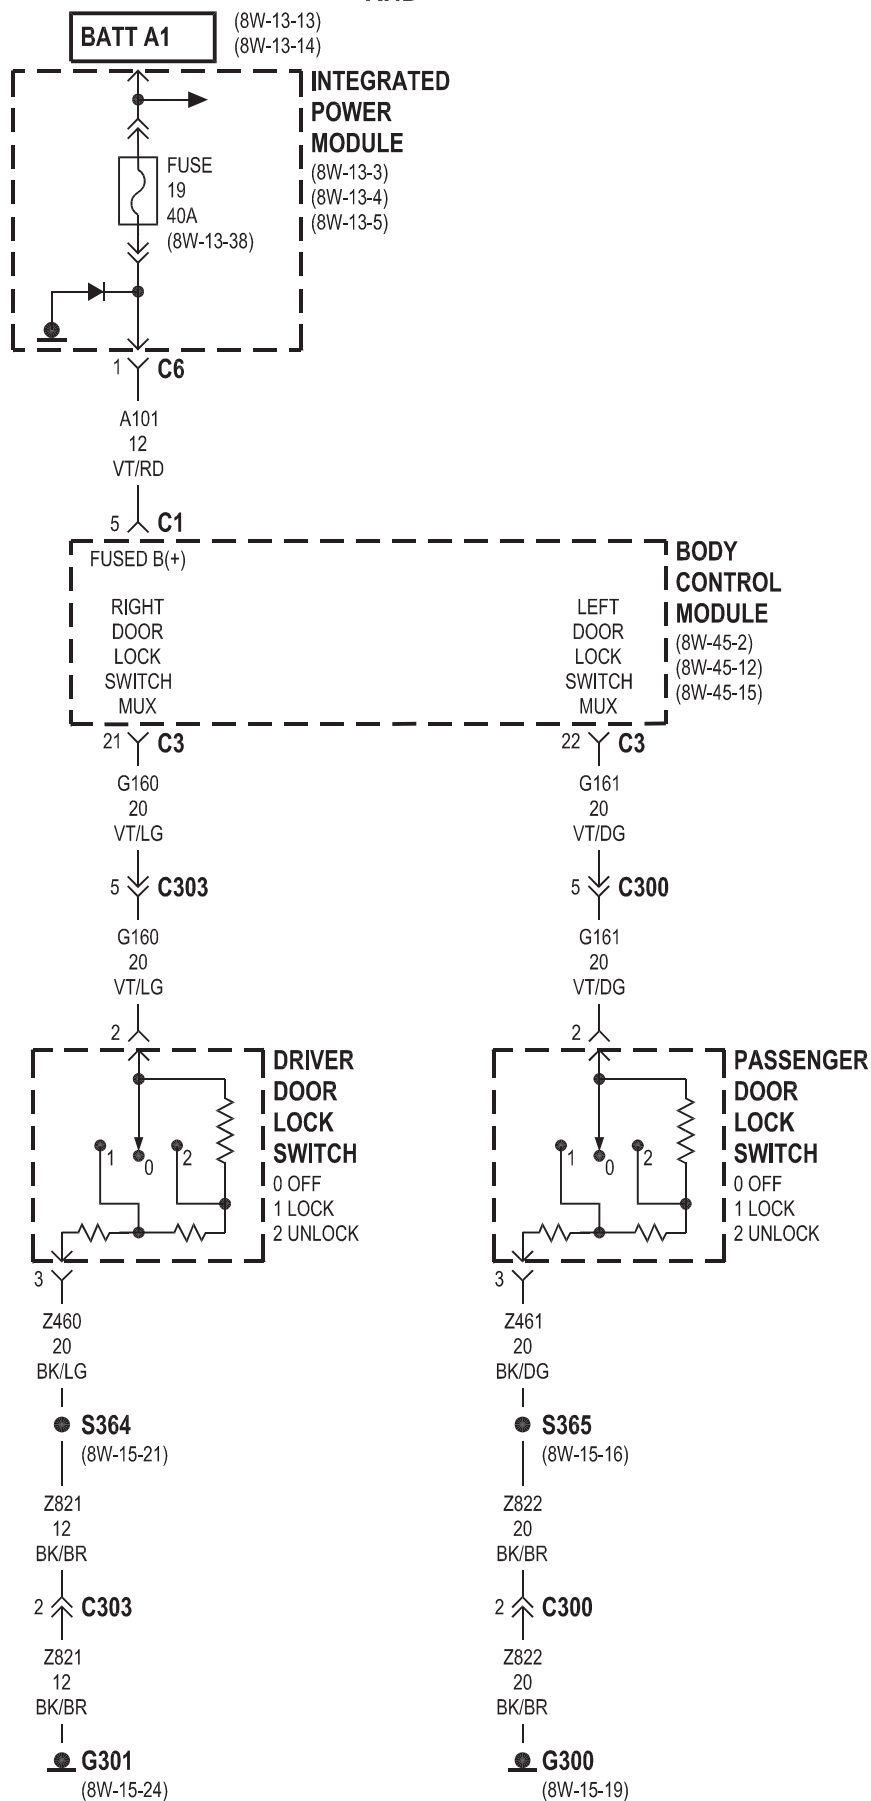 BATT A1
(8W-13-13)
(8W-13-14)
INTEGRATED
POWER
MODULE
(8W-13-3)
(8W-13-4)
(8W-13-5)
FUSE
19
40A
(8W-13-38)
1 C6
A101
12
VT/RD
5 C1
FUSED B(+)
BODY
CONTROL
MODULE
(8W-45-2)
(8W-45-12)
(8W-45-15)
RIGHT
DOOR
LOCK
SWITCH
MUX
LEFT
DOOR
LOCK
SWITCH
MUX
21 C3
22 C3
G160
20
VT/LG
G161
20
VT/DG
5 C303
5 C300
G160
20
VT/LG
G161
20
VT/DG
2
2
DRIVER
DOOR
LOCK
SWITCH
0 OFF
1 LOCK
2 UNLOCK
1 0 2
PASSENGER
DOOR
LOCK
SWITCH
0 OFF
1 LOCK
2 UNLOCK
1 0 2
3
3
Z460
20
BK/LG
Z461
20
BK/DG
S364
(8W-15-21)
S365
(8W-15-16)
Z821
12
BK/BR
Z822
20
BK/BR
2 C303
2 C300
Z821
12
BK/BR
Z822
20
BK/BR
G301
(8W-15-24)
G300
(8W-15-19)